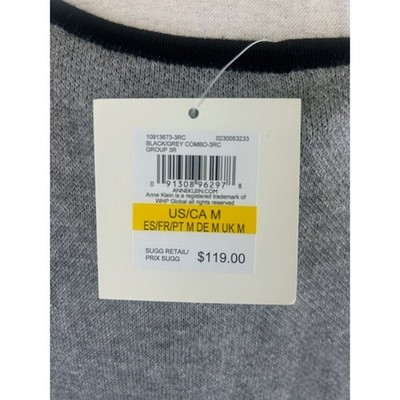 10913673-3RC 0230053233
BLACK/GREY COMBO-3RC
GROUP 3R
0 91308 96297 8
ANNEKLEIN.COM
Anne Klein is a registered trademark of
WHP Global all rights reserved
US/CA M
ES/FR/PT M DE M UK M
SUGG RETAIL/
PRIX SUGG $119.00